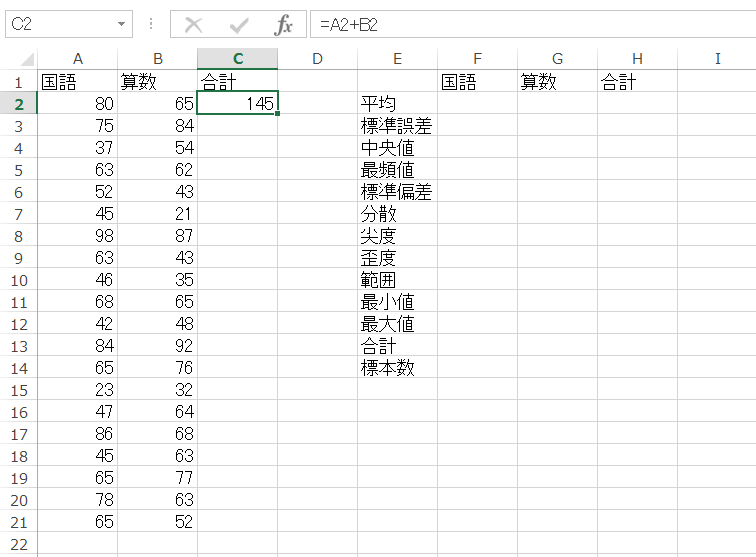 C2 fx =A2+B2
A B C D E F G H I
1 国語 算数 合計 国語 算数 合計
2 80 65 145 平均
3 75 84 標準誤差
4 37 54 中央値
5 63 62 最頻値
6 52 43 標準偏差
7 45 21 分散
8 98 87 尖度
9 63 43 歪度
10 46 35 範囲
11 68 65 最小値
12 42 48 最大値
13 84 92 合計
14 65 76 標本数
15 23 32
16 47 64
17 86 68
18 45 63
19 65 77
20 78 63
21 65 52
22